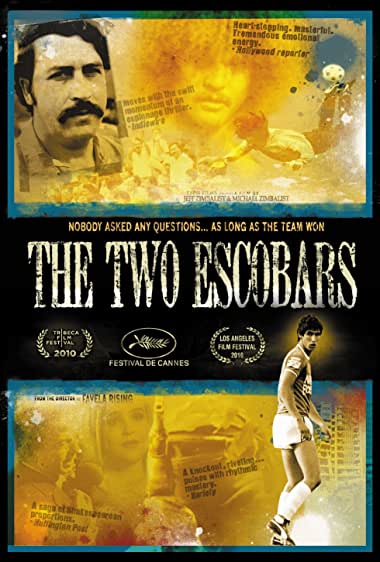 Heart-stopping, masterful.
Tremendous emotional
energy.
- Hollywood reporter
Moves with the swift
momentum of an
espionage thriller.
- Indiewire
A FILM BY
JEFF ZIMBALIST & MICHAEL ZIMBALIST
NOBODY ASKED ANY QUESTIONS... AS LONG AS THE TEAM WON
THE TWO ESCOBARS
TRIBECA
FILM
FESTIVAL
2010
FESTIVAL DE CANNES
LOS ANGELES
FILM FESTIVAL
2010
FROM THE DIRECTOR OF FAVELA RISING
A knockout, riveting...
pulses with rhythmic
mastery.
- Variety
A saga of Shakespearean
proportions.
- Huffington Post